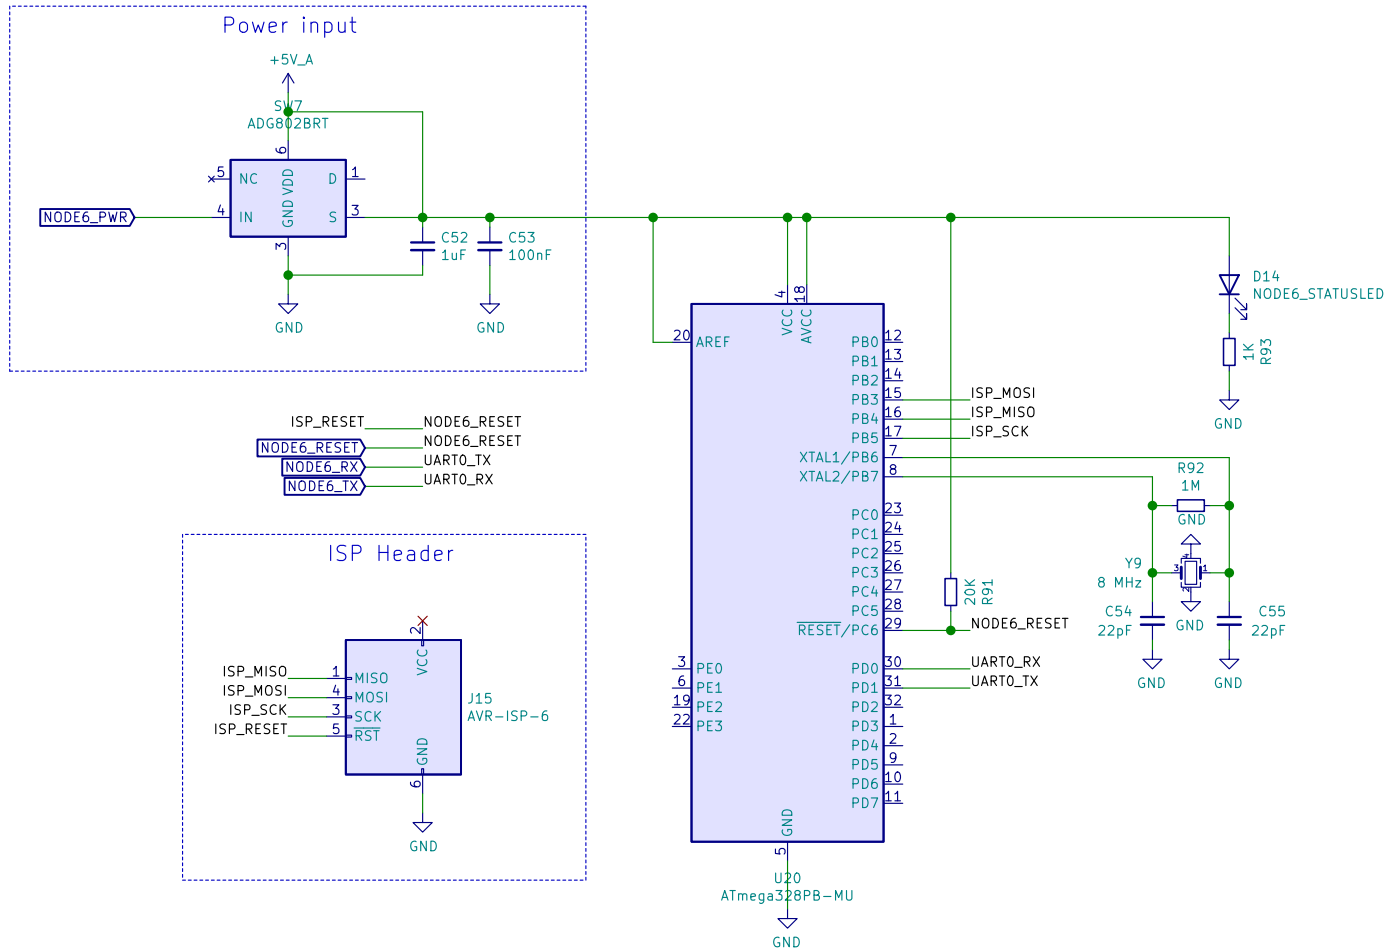 Power input
+5V_A
SW7
ADG802BRT
6
5
NC
VDD
D
1
NODE6_PWR
4
IN
GND
S
3
3
C52
1uF
C53
100nF
GND
GND
ISP_RESET
NODE6_RESET
NODE6_RESET
NODE6_RESET
NODE6_RX
UART0_TX
NODE6_TX
UART0_RX
ISP Header
2
VCC
ISP_MISO
1
MISO
ISP_MOSI
4
MOSI
ISP_SCK
3
SCK
ISP_RESET
5
RST
J15
AVR-ISP-6
GND
6
GND
4
VCC
18
AVCC
20
AREF
PB0
12
PB1
13
PB2
14
PB3
15
ISP_MOSI
PB4
16
ISP_MISO
PB5
17
ISP_SCK
XTAL1/PB6
7
XTAL2/PB7
8
PC0
23
PC1
24
PC2
25
PC3
26
PC4
27
PC5
28
RESET/PC6
29
NODE6_RESET
3
PE0
6
PE1
19
PE2
22
PE3
PD0
30
UART0_RX
PD1
31
UART0_TX
PD2
32
PD3
1
PD4
2
PD5
9
PD6
10
PD7
11
GND
5
U20
ATmega328PB-MU
GND
20K
R91
D14
NODE6_STATUSLED
1K
R93
GND
R92
1M
GND
Y9
8 MHz
4
3
1
2
GND
C54
22pF
C55
22pF
GND
GND